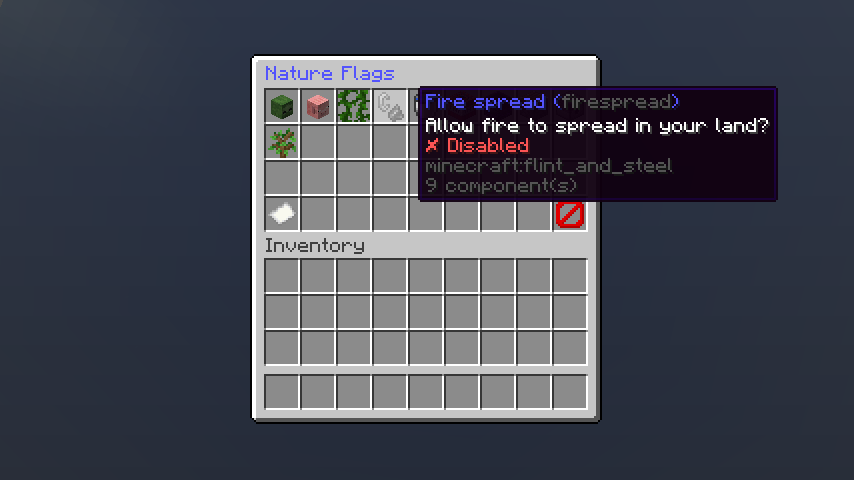 Nature Flags
Fire spread (firespread)
Allow fire to spread in your land?
✘ Disabled
minecraft:flint_and_steel
9 component(s)
Inventory